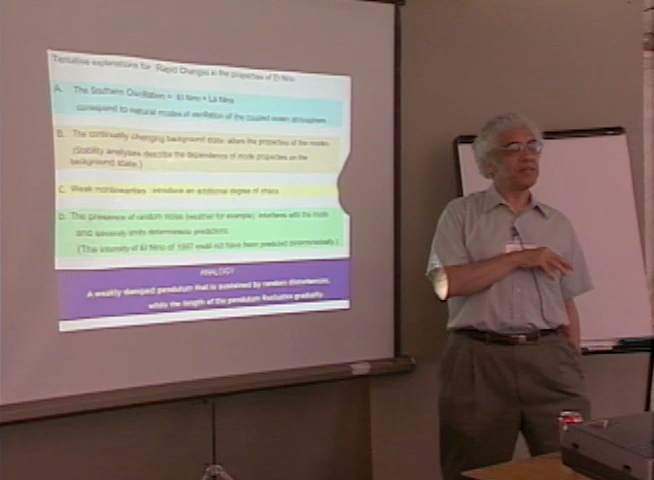 Tentative explanations for Rapid Changes in the properties of El Nino
A. The Southern Oscillation = El Nino + La Nina
correspond to natural modes of oscillation of the coupled ocean atmosphere.
B. The continually changing background state alters the properties of the modes
(Stability analyses describe the dependence of mode properties on the
background state.)
C. Weak nonlinearities introduce an additional degree of chaos
D. The presence of random noise (weather for example) interferes with the mode
and severely limits deterministic predictions.
(The intensity of El Nino of 1997 could not have been predicted deterministically.)
ANALOGY
A weakly damped pendulum that is sustained by random disturbances,
while the length of the pendulum fluctuates gradually.